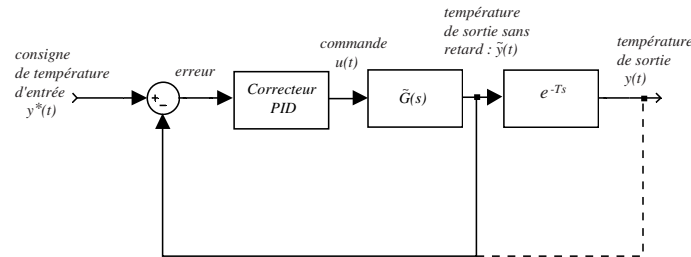 consigne
de température
d'entrée
y*(t)
erreur
+
-
Correcteur
PID
commande
u(t)
G̃(s)
température
de sortie sans
retard : ỹ(t)
e^-Ts
température
de sortie
y(t)